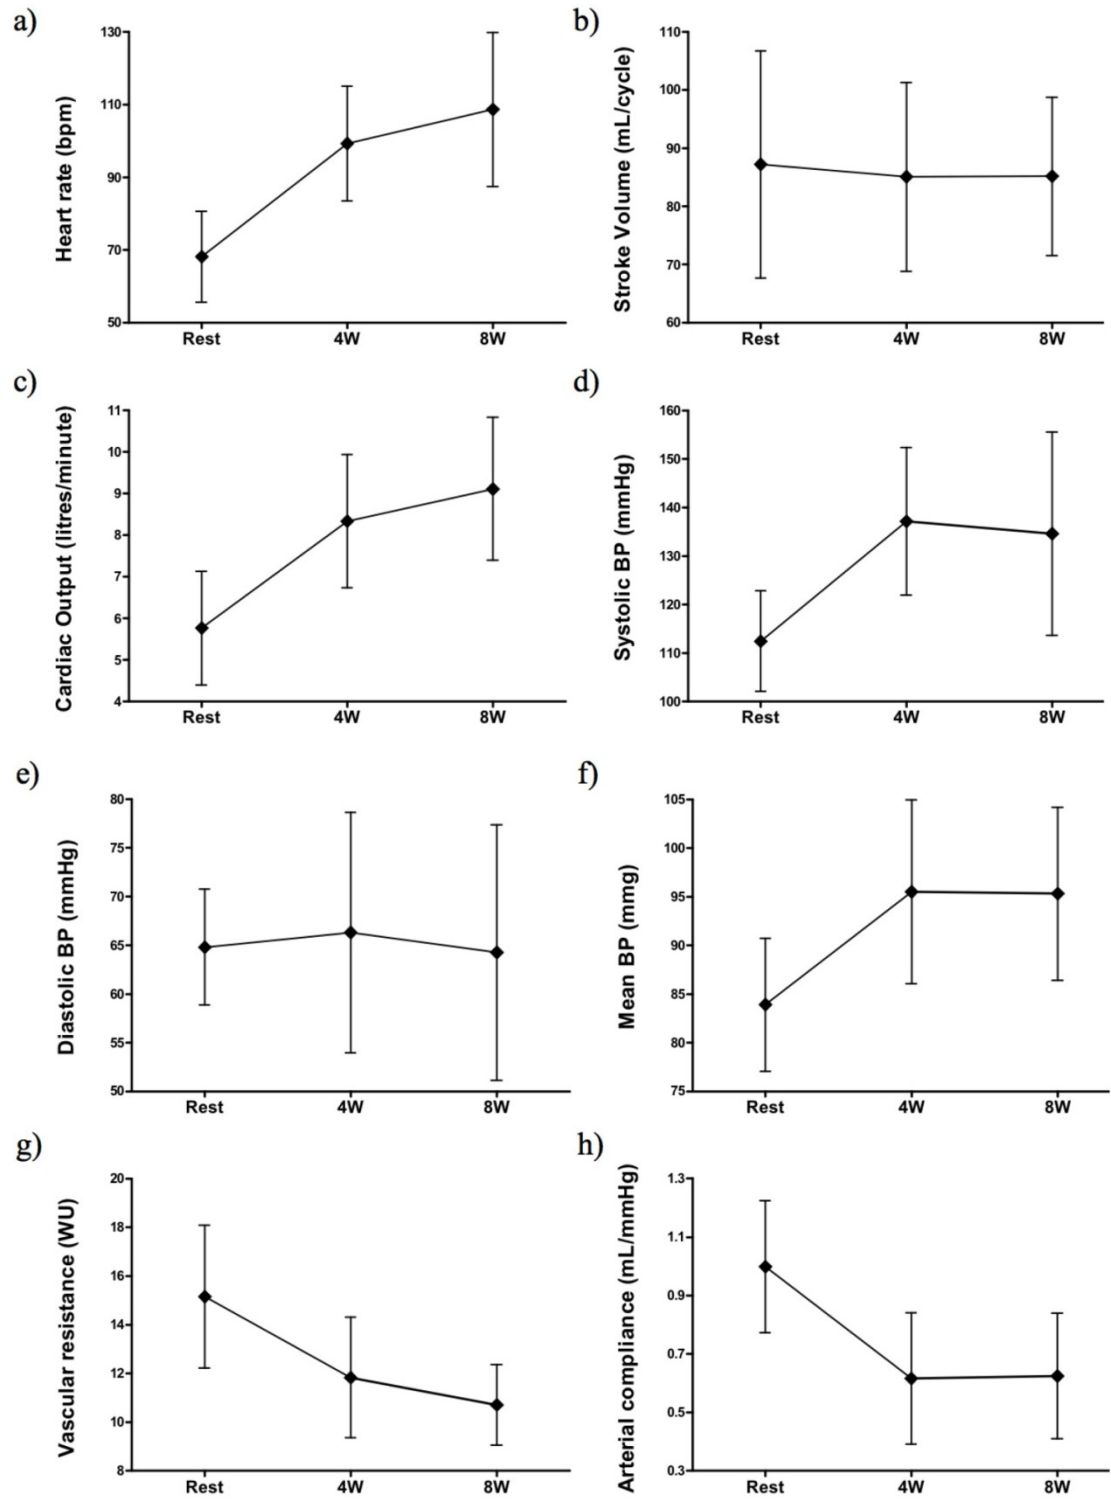 a)
Heart rate (bpm)
130
110
90
70
50
Rest 4W 8W
b)
Stroke Volume (mL/cycle)
110
100
90
80
70
60
Rest 4W 8W
c)
Cardiac Output (litres/minute)
11
10
9
8
7
6
5
4
Rest 4W 8W
d)
Systolic BP (mmHg)
160
150
140
130
120
110
100
Rest 4W 8W
e)
Diastolic BP (mmHg)
80
75
70
65
60
55
50
Rest 4W 8W
f)
Mean BP (mmg)
105
100
95
90
85
80
75
Rest 4W 8W
g)
Vascular resistance (WU)
20
18
16
14
12
10
8
Rest 4W 8W
h)
Arterial compliance (mL/mmHg)
1.3
1.1
0.9
0.7
0.5
0.3
Rest 4W 8W